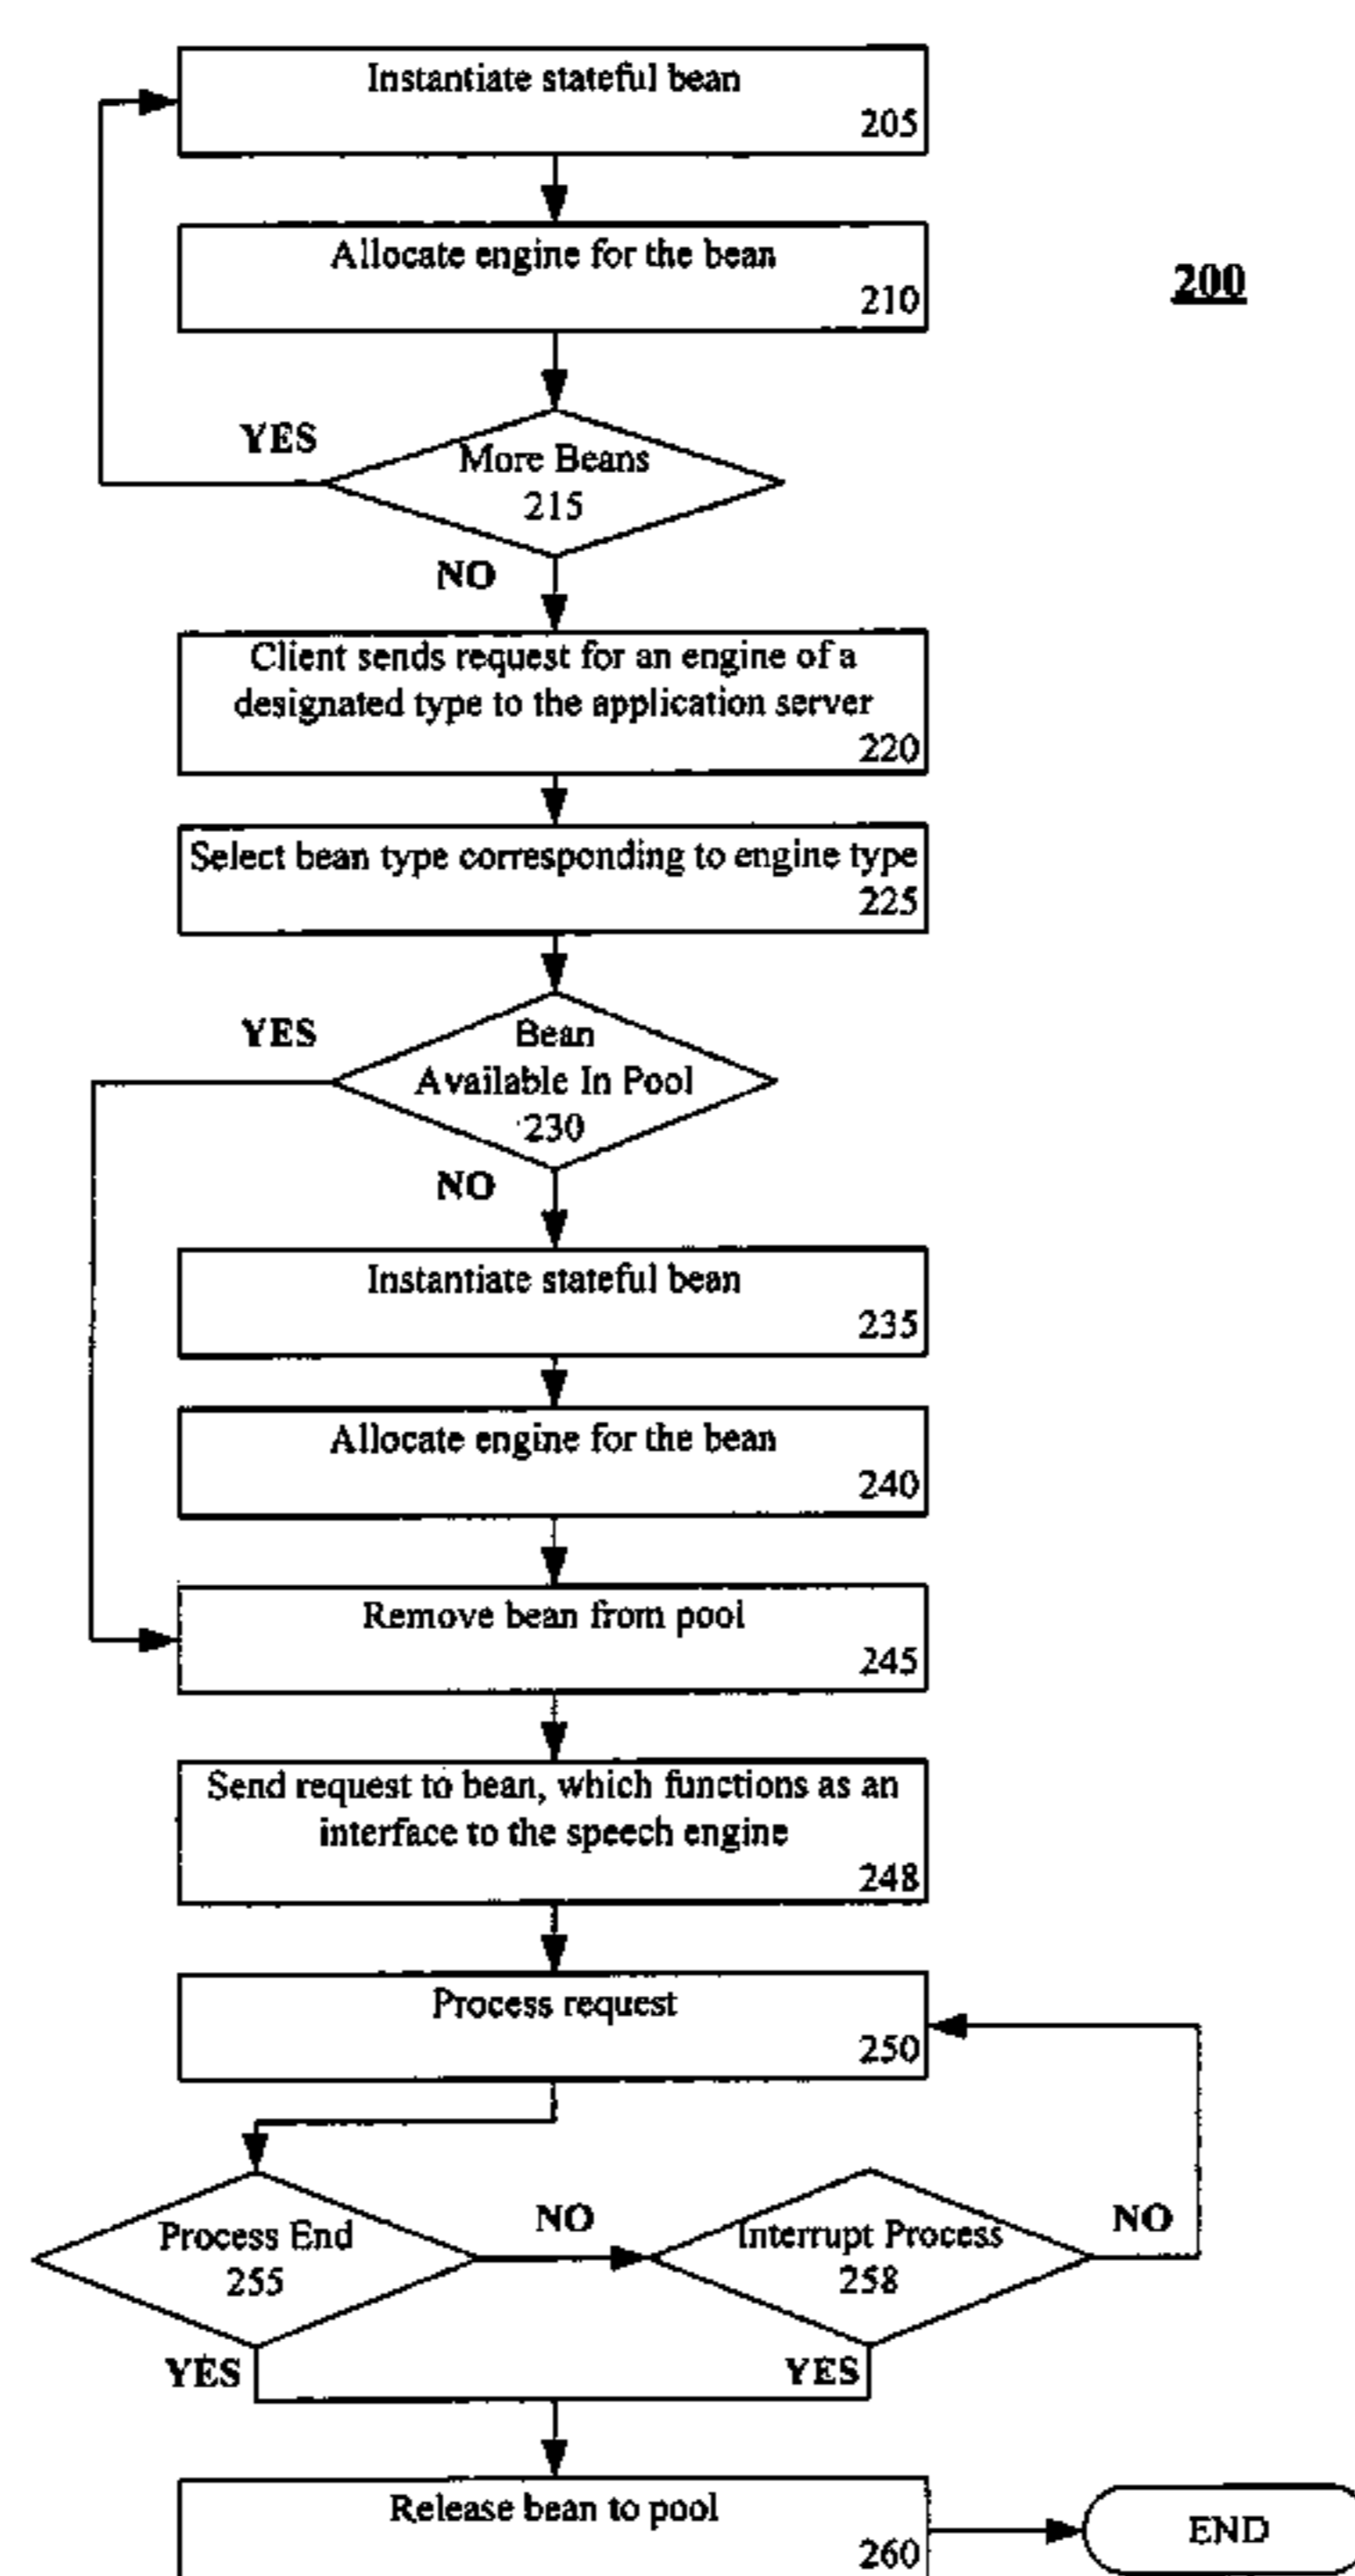 Instantiate stateful bean
205
Allocate engine for the bean
210
200
YES
More Beans
215
NO
Client sends request for an engine of a
designated type to the application server
220
Select bean type corresponding to engine type
225
YES
Bean
Available In Pool
230
NO
Instantiate stateful bean
235
Allocate engine for the bean
240
Remove bean from pool
245
Send request to bean, which functions as an
interface to the speech engine
248
Process request
250
Process End
255
NO
Interrupt Process
258
NO
YES
YES
Release bean to pool
260
END